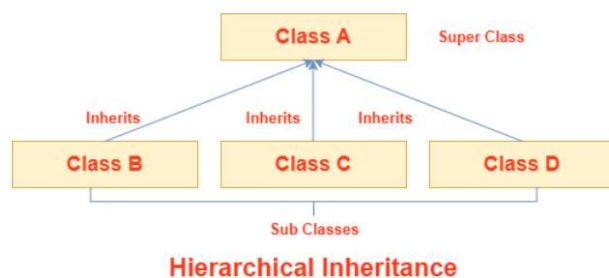 Class A
Super Class
Inherits
Inherits
Inherits
Class B
Class C
Class D
Sub Classes
Hierarchical Inheritance